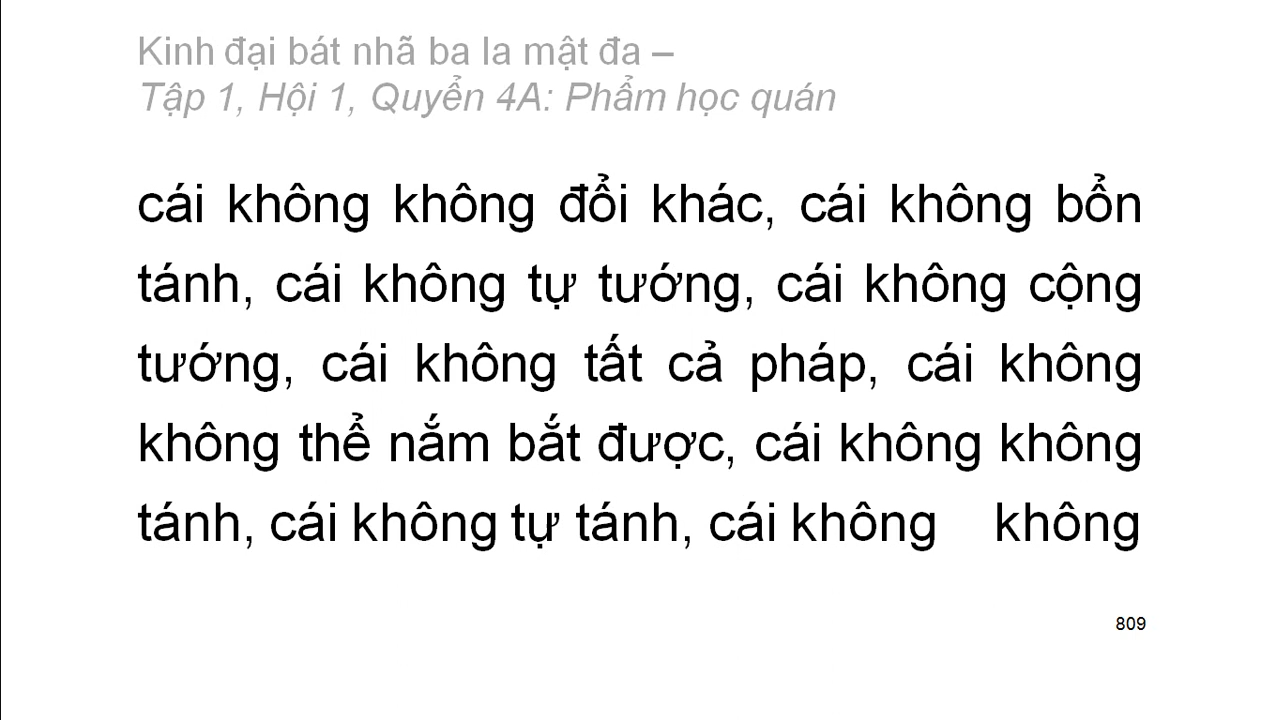 Kinh đại bát nhã ba la mật đa –
Tập 1, Hội 1, Quyển 4A: Phẩm học quán
cái không không đổi khác, cái không bổn
tánh, cái không tự tướng, cái không cộng
tướng, cái không tất cả pháp, cái không
không thể nắm bắt được, cái không không
tánh, cái không tự tánh, cái không không
809